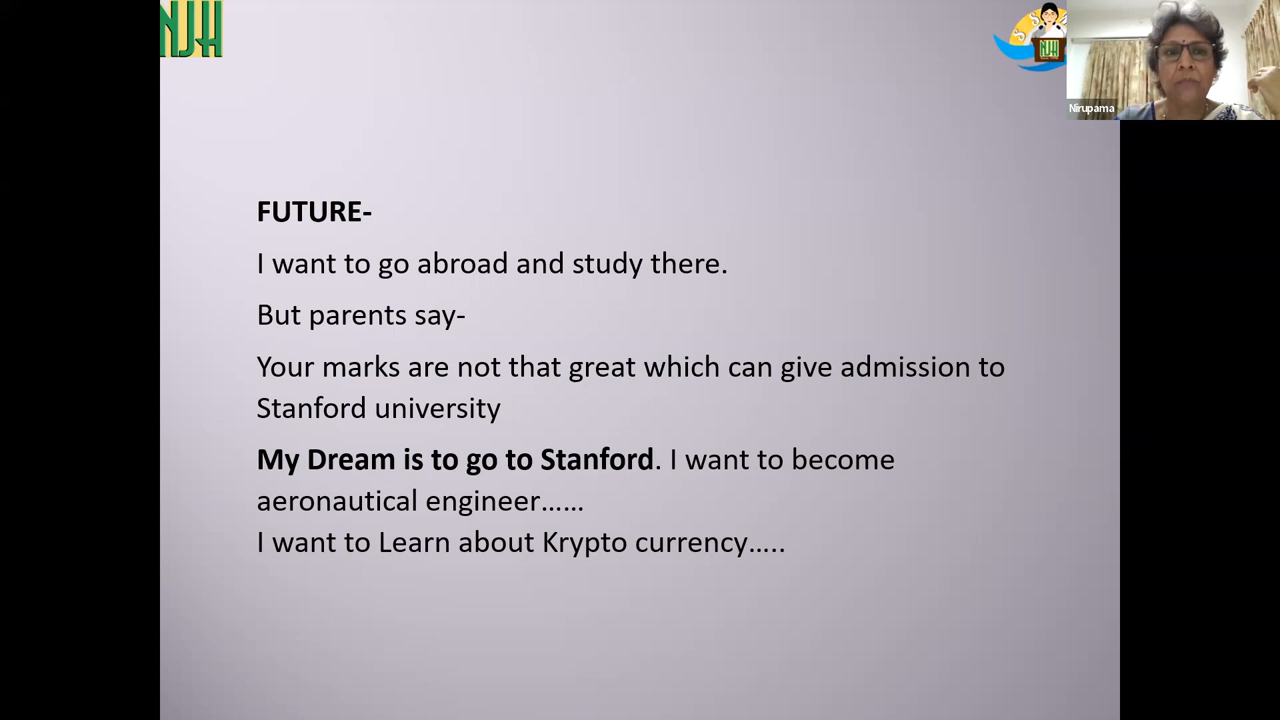 NJH
NJH
Nirupama
FUTURE-
I want to go abroad and study there.
But parents say-
Your marks are not that great which can give admission to
Stanford university
My Dream is to go to Stanford. I want to become
aeronautical engineer……
I want to Learn about Krypto currency…..